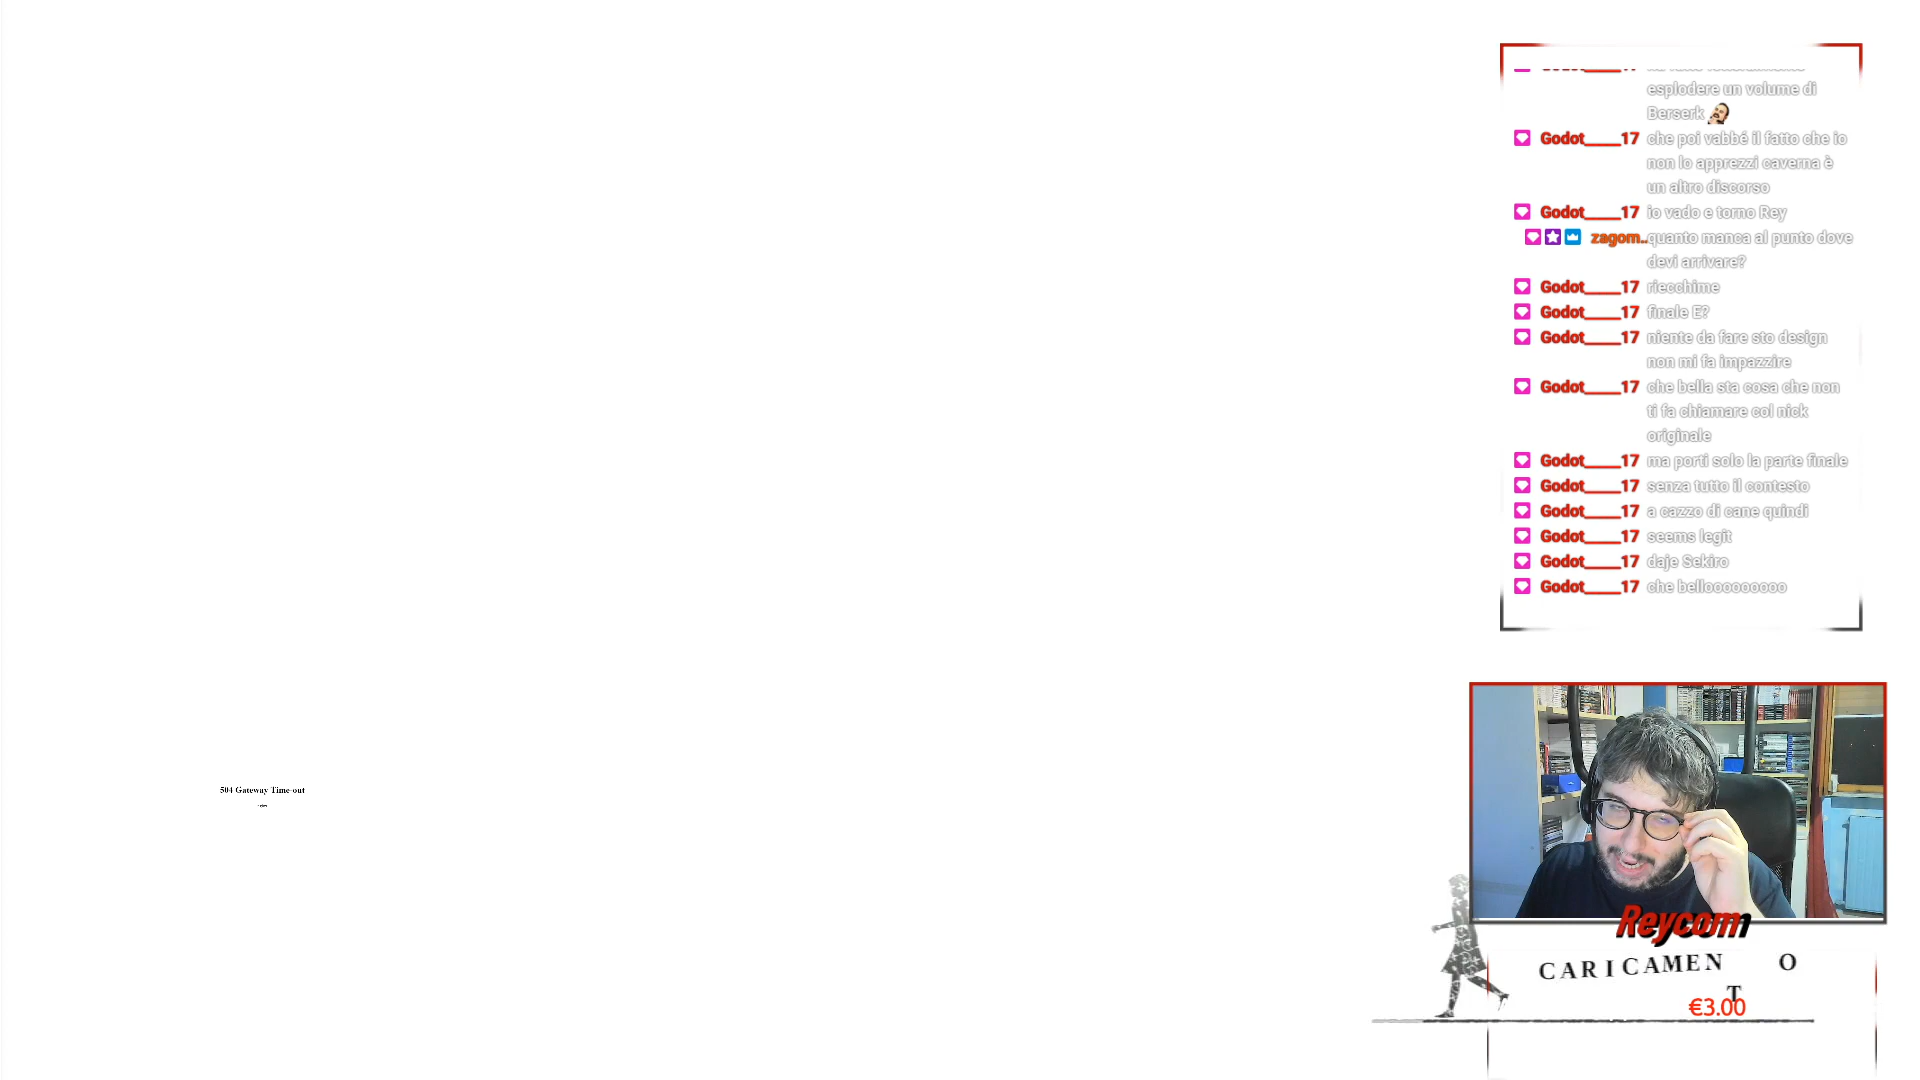 esplodere un volume di
Berserk
Godot____17 che poi vabbé il fatto che io
non lo apprezzi caverna è
un altro discorso
Godot____17 io vado e torno Rey
zagom.. quanto manca al punto dove
devi arrivare?
Godot____17 riecchime
Godot____17 finale E?
Godot____17 niente da fare sto design
non mi fa impazzire
Godot____17 che bella sta cosa che non
ti fa chiamare col nick
originale
Godot____17 ma porti solo la parte finale
Godot____17 senza tutto il contesto
Godot____17 a cazzo di cane quindi
Godot____17 seems legit
Godot____17 daje Sekiro
Godot____17 che bellooooooooo
504 Gateway Time-out
Reycom
CARICAMENTO
€3.00